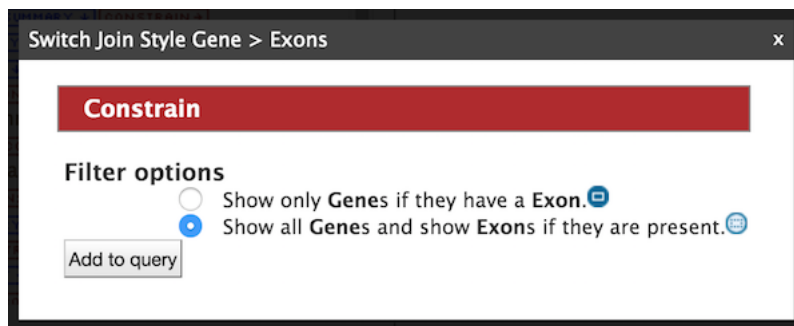 Switch Join Style Gene > Exons
x
Constrain
Filter options
Show only Genes if they have a Exon.
Show all Genes and show Exons if they are present.
Add to query